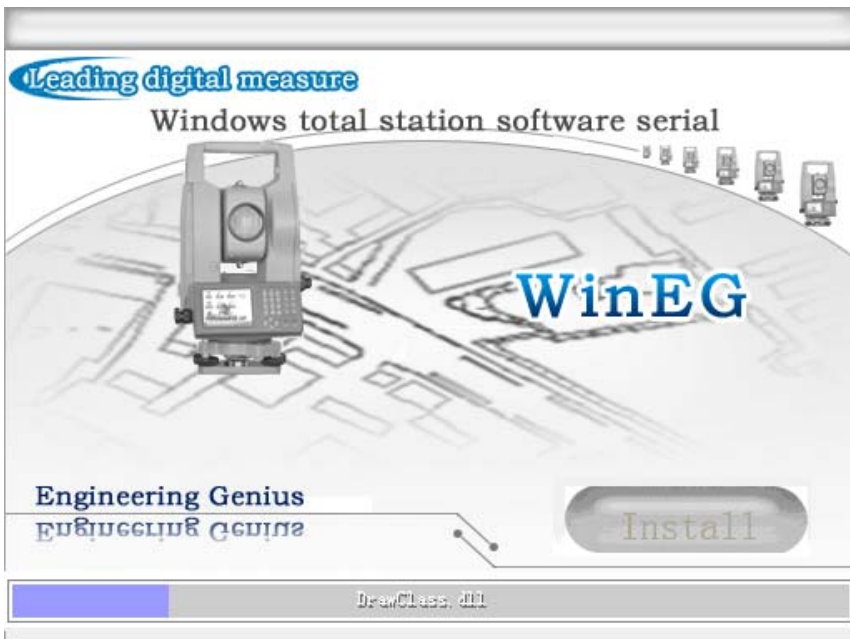 Leading digital measure
Windows total station software serial
WinEG
Engineering Genius
Engineering Genius
Install
DrawClass.dll